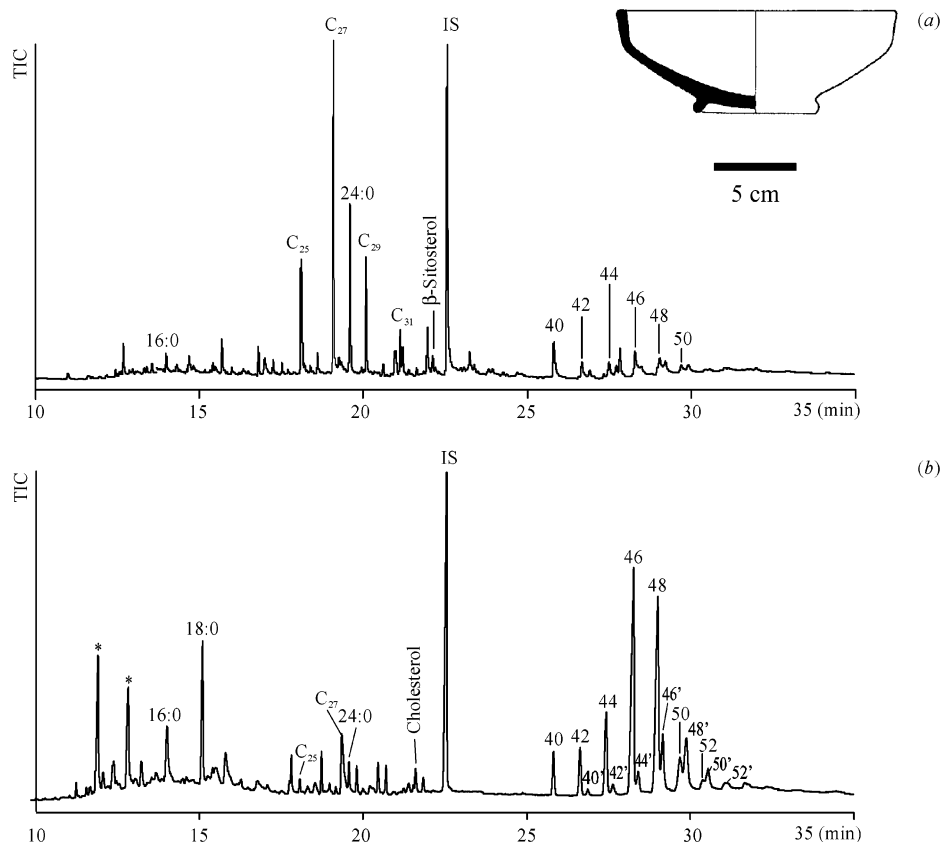 (a)
TIC
C₂₇
IS
24:0
C₂₅
C₂₉
β-Sitosterol
C₃₁
16:0
40
42
44
46
48
50
5 cm
10
15
20
25
30
35 (min)
(b)
TIC
IS
*
*
16:0
18:0
C₂₅
C₂₇
24:0
Cholesterol
40
40'
42
42'
44
44'
46
48
46'
50
48'
52
50'
52'
10
15
20
25
30
35 (min)